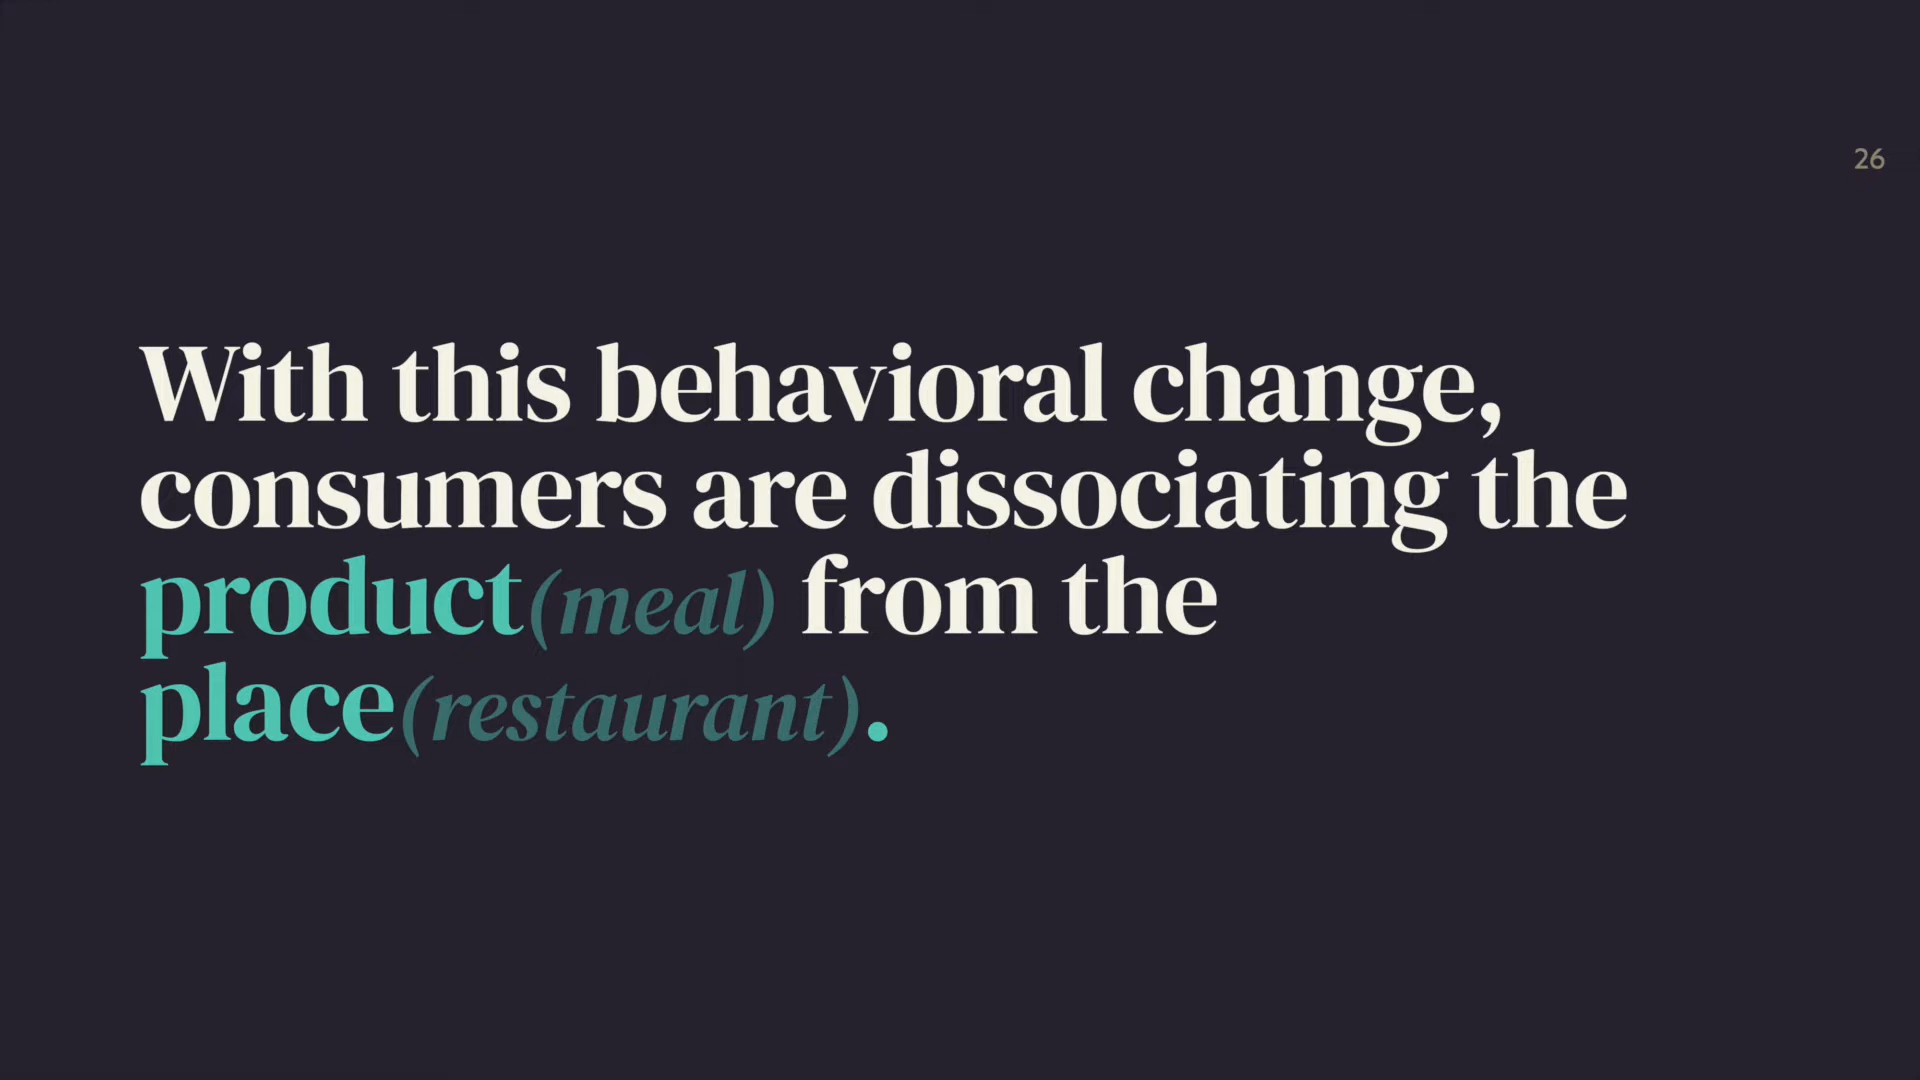 26
With this behavioral change,
consumers are dissociating the
product(meal) from the
place(restaurant).